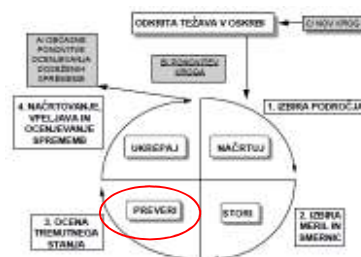 ODKRITA TEŽAVA V OSKRBI
C) NOV KROG
A) OBČASNE
PONOVITVE
OCENJEVANJA
DOSEŽENIH
SPREMEMB
B) PONOVITEV
KROGA
4. NAČRTOVANJE,
VPELJAVA IN
OCENJEVANJE
SPREMEMB
1. IZBIRA PODROČJA
UKREPAJ
NAČRTUJ
PREVERI
STORI
3. OCENA
TRENUTNEGA
STANJA
2. IZBIRA
MERIL IN
SMERNIC